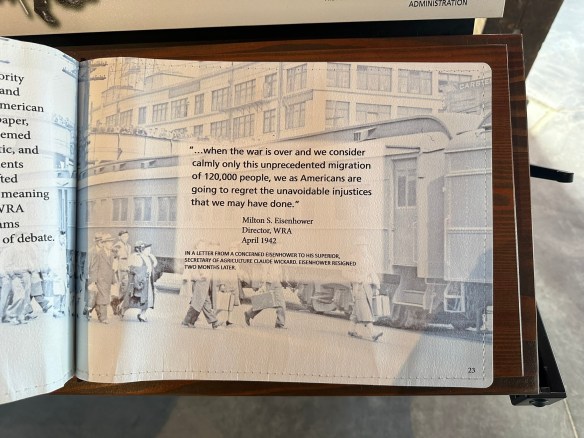 ADMINISTRATION
ority
and
merican
paper,
emed
tic, and
ents
fted
meaning
WRA
ams
of debate.
"...when the war is over and we consider
calmly only this unprecedented migration
of 120,000 people, we as Americans are
going to regret the unavoidable injustices
that we may have done."
Milton S. Eisenhower
Director, WRA
April 1942
IN A LETTER FROM A CONCERNED EISENHOWER TO HIS SUPERIOR,
SECRETARY OF AGRICULTURE CLAUDE WICKARD. EISENHOWER RESIGNED
TWO MONTHS LATER.
23